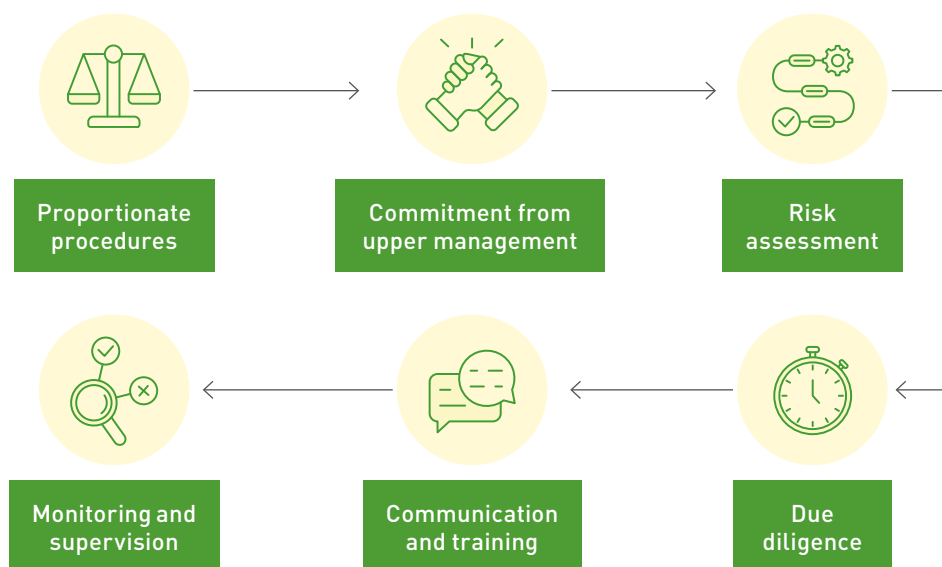 Proportionate
procedures
Commitment from
upper management
Risk
assessment
Due
diligence
Communication
and training
Monitoring and
supervision